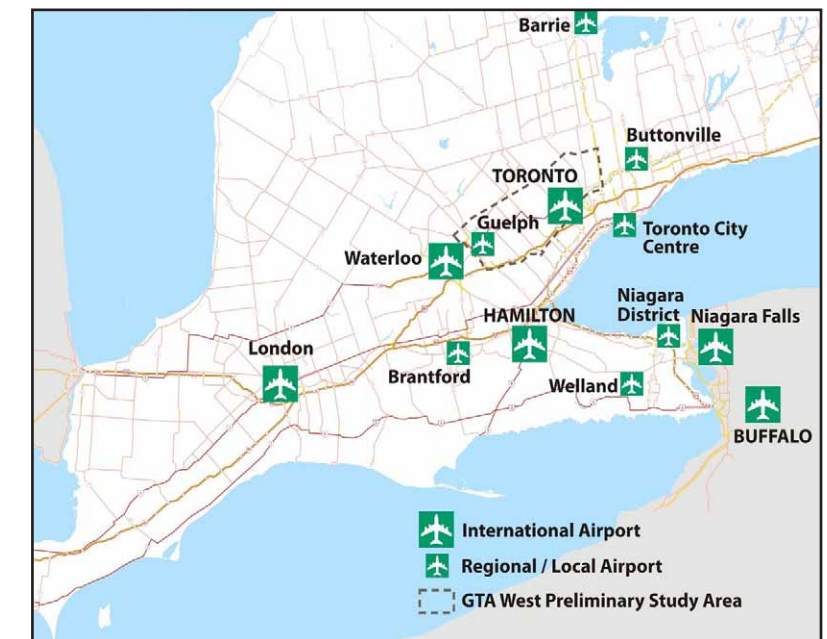 Barrie
Buttonville
TORONTO
Guelph
Toronto City
Centre
Waterloo
Niagara
District
Niagara Falls
HAMILTON
London
Brantford
Welland
BUFFALO
International Airport
Regional / Local Airport
GTA West Preliminary Study Area